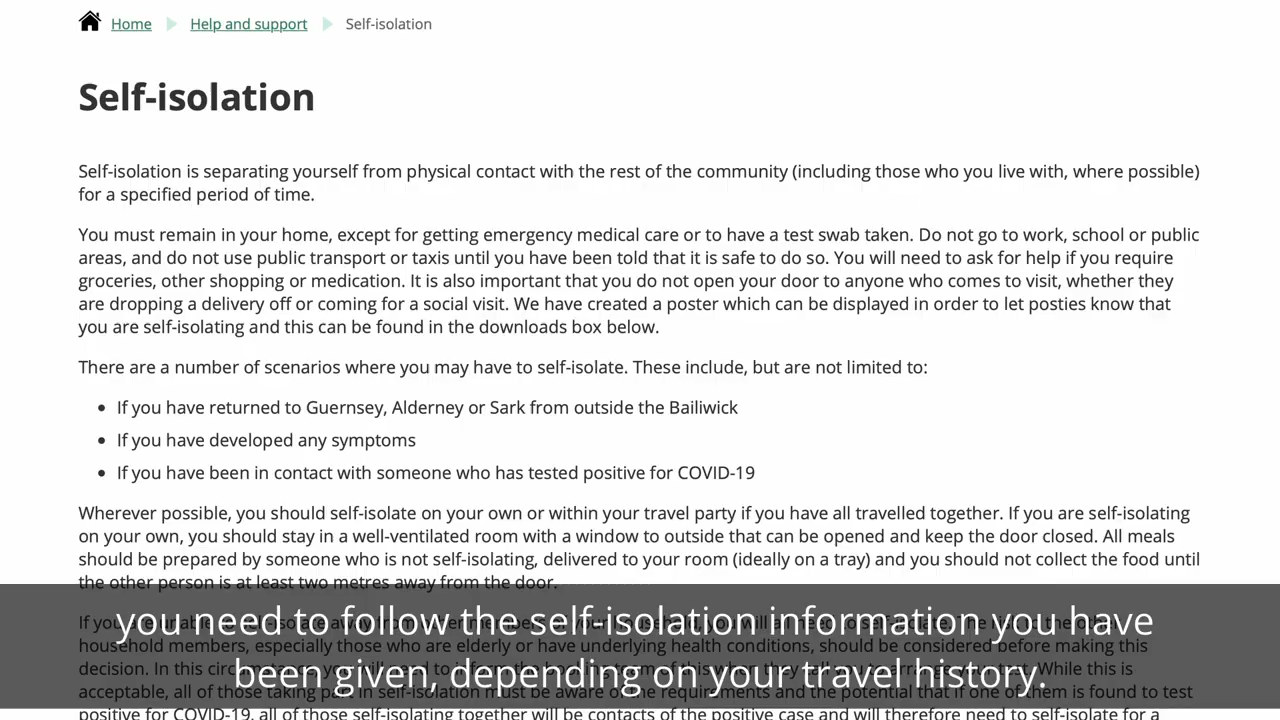 Home Help and support Self-isolation
Self-isolation
Self-isolation is separating yourself from physical contact with the rest of the community (including those who you live with, where possible)
for a specified period of time.
You must remain in your home, except for getting emergency medical care or to have a test swab taken. Do not go to work, school or public
areas, and do not use public transport or taxis until you have been told that it is safe to do so. You will need to ask for help if you require
groceries, other shopping or medication. It is also important that you do not open your door to anyone who comes to visit, whether they
are dropping a delivery off or coming for a social visit. We have created a poster which can be displayed in order to let posties know that
you are self-isolating and this can be found in the downloads box below.
There are a number of scenarios where you may have to self-isolate. These include, but are not limited to:
• If you have returned to Guernsey, Alderney or Sark from outside the Bailiwick
• If you have developed any symptoms
• If you have been in contact with someone who has tested positive for COVID-19
Wherever possible, you should self-isolate on your own or within your travel party if you have all travelled together. If you are self-isolating
on your own, you should stay in a well-ventilated room with a window to outside that can be opened and keep the door closed. All meals
should be prepared by someone who is not self-isolating, delivered to your room (ideally on a tray) and you should not collect the food until
the other person is at least two metres away from the door.
If you
household members, especially those who are elderly or have underlying health conditions, should be considered before making this
decision. In this While this is
acceptable, all of those taking part in self-isolation must be aware of the requirements and the potential that if one of them is found to test
positive for COVID-19, all of those self-isolating together will be contacts of the positive case and will therefore need to self-isolate for a
you need to follow the self-isolation information you have
been given, depending on your travel history.